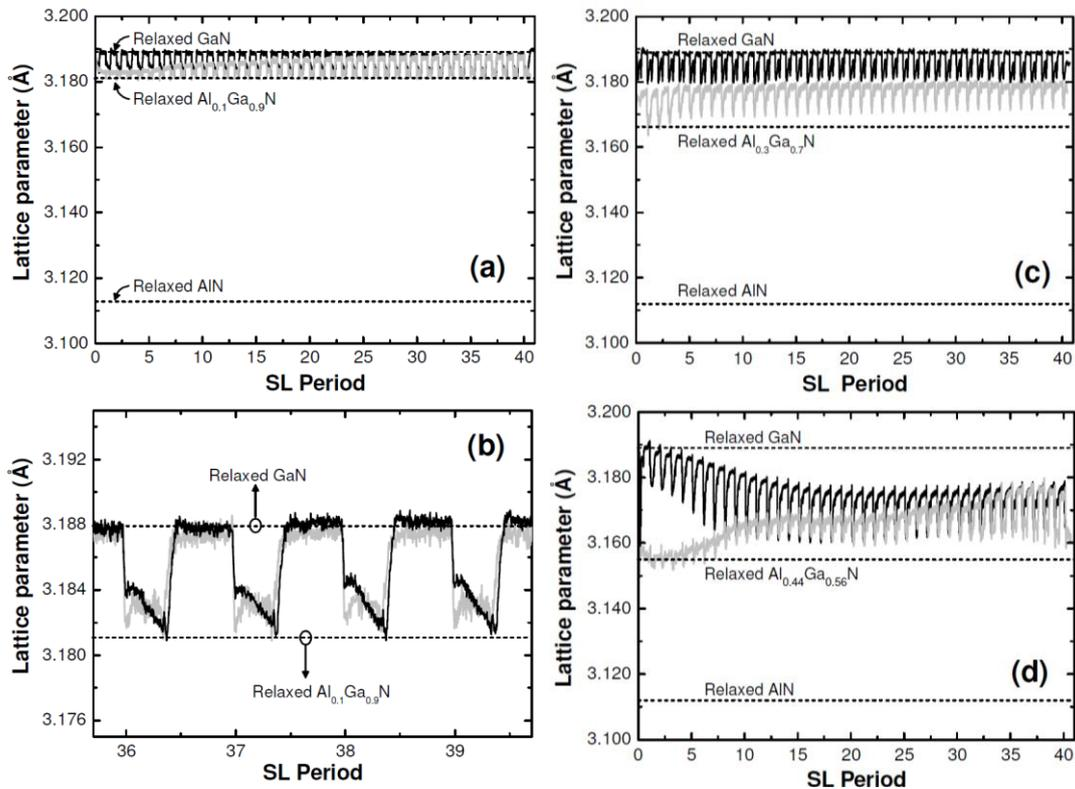 3.200
3.180
3.160
3.140
3.120
3.100
Lattice parameter (Å)
Relaxed GaN
Relaxed Al0.1Ga0.9N
Relaxed AlN
(a)
0 5 10 15 20 25 30 35 40
SL Period
3.200
3.180
3.160
3.140
3.120
3.100
Lattice parameter (Å)
Relaxed GaN
Relaxed Al0.3Ga0.7N
(c)
Relaxed AlN
0 5 10 15 20 25 30 35 40
SL Period
3.192
3.188
3.184
3.180
3.176
Lattice parameter (Å)
(b)
Relaxed GaN
Relaxed Al0.1Ga0.9N
36 37 38 39
SL Period
3.200
3.180
3.160
3.140
3.120
3.100
Lattice parameter (Å)
Relaxed GaN
Relaxed Al0.44Ga0.56N
Relaxed AlN
(d)
0 5 10 15 20 25 30 35 40
SL Period